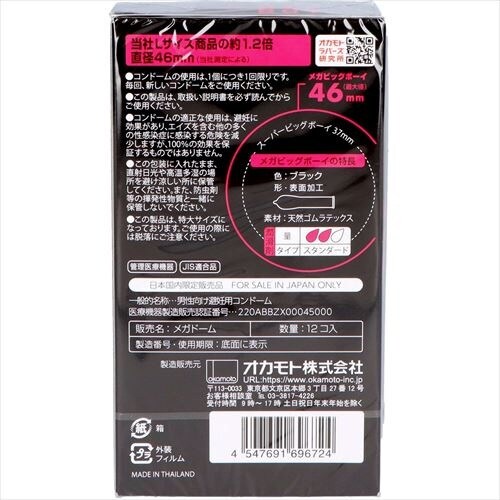 当社Lサイズ商品の約1.2倍
直径46mm(当社測定による)
オカモト
ラバーズ
研究所
●コンドームの使用は、1個につき1回限りです。
毎回、新しいコンドームをご使用ください。
●この製品は、取扱い説明書を必ず読んでから
ご使用ください。
●コンドームの適正な使用は、避妊に
効果があり、エイズを含む他の多く
の性感染症に感染する危険を減
少しますが、100%の効果を保
証するものではありません。
●この包装に入れたまま、
直射日光や高温多湿の場
所を避け涼しい所に保管
してください。また、防虫剤
等の揮発性物質と一緒に
保管しないでください。
●この製品は、特大サイズに
なっております。ご使用の際に
は脱落にご注意ください。
メガビッグボーイ
46mm(最大値)
スーパービッグボーイ 37mm
メガビッグボーイの特長
色:ブラック
形・表面加工
素材:天然ゴムラテックス
潤滑剤
量
タイプ スタンダード
管理医療機器 JIS適合品
日本国内限定販売品 FOR SALE IN JAPAN ONLY
一般的名称…男性向け避妊用コンドーム
医療機器製造販売認証番号…220ABBZX00045000
販売名:メガドーム 数量:12コ入
製造番号・使用期限:底面に表示
製造販売元
okamoto
オカモト株式会社
URL:https://www.okamoto-inc.jp
〒113-0033 東京都文京区本郷3丁目27番12号
お客様相談室 Tel.03-3817-4226
受付時間 9時~17時 土日祝日年末年始を除く
紙 箱
プラ 外装
フィルム
MADE IN THAILAND
4 547691 696724